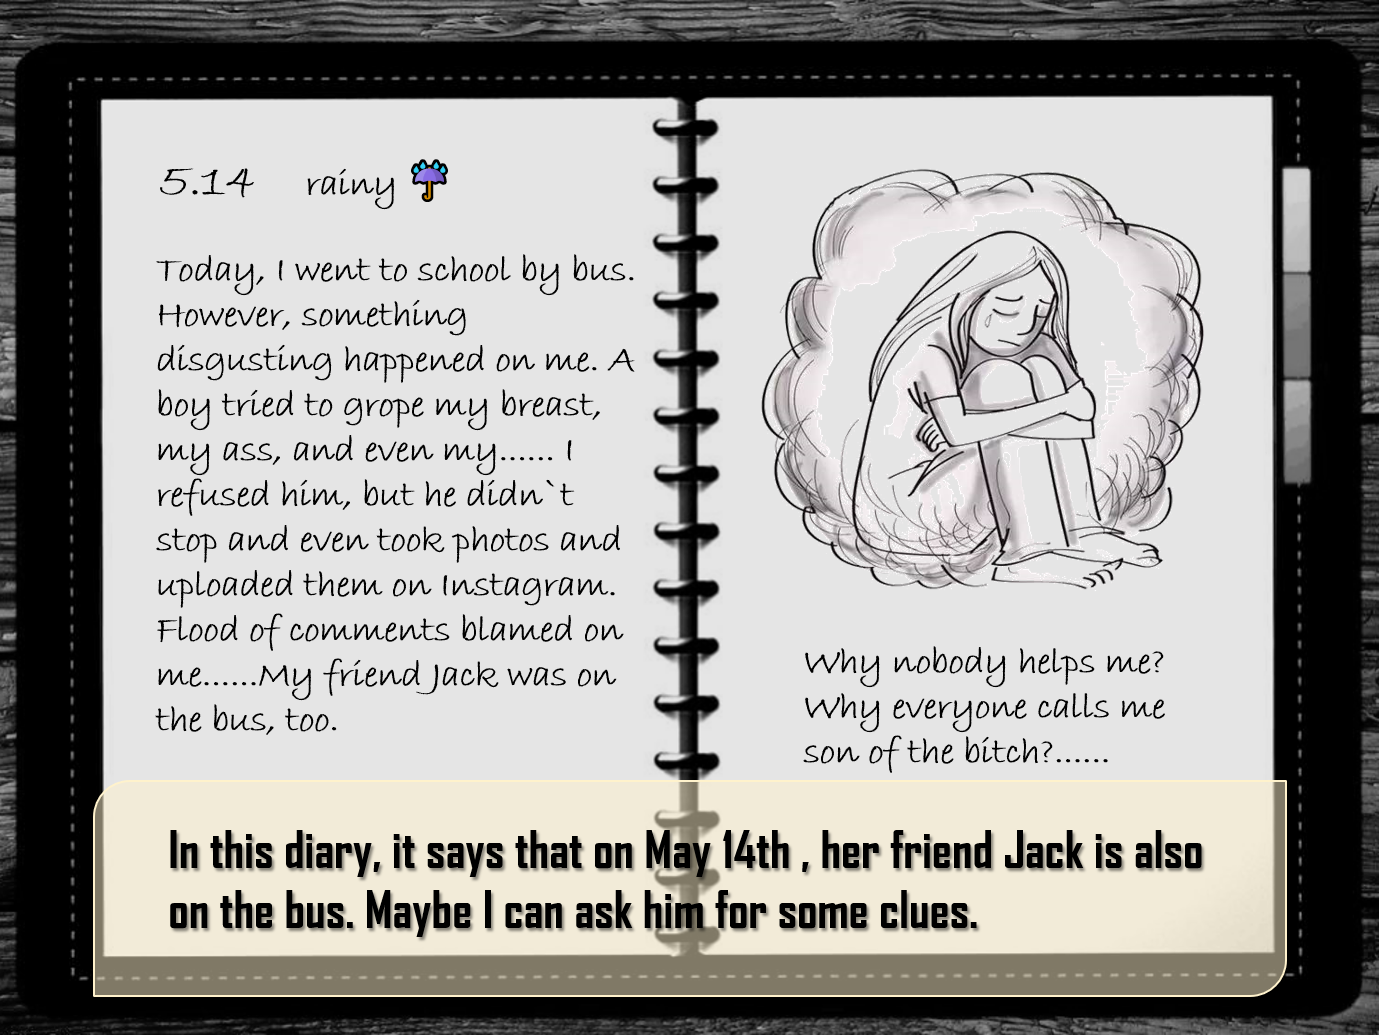 5.14 rainy
Today, I went to school by bus.
However, something
disgusting happened on me. A
boy tried to grope my breast,
my ass, and even my...... I
refused him, but he didn`t
stop and even took photos and
uploaded them on Instagram.
Flood of comments blamed on
me......My friend Jack was on
the bus, too.
Why nobody helps me?
Why everyone calls me
son of the bitch?......
In this diary, it says that on May 14th , her friend Jack is also
on the bus. Maybe I can ask him for some clues.